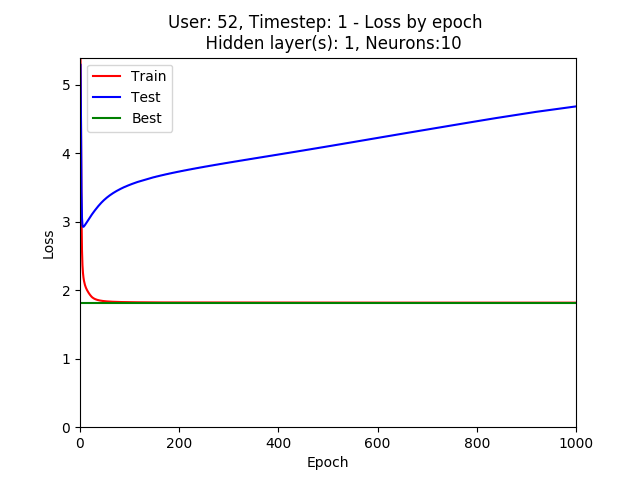 User: 52, Timestep: 1 - Loss by epoch
Hidden layer(s): 1, Neurons:10
Train
Test
Best
5
4
3
2
1
0
Loss
0 200 400 600 800 1000
Epoch